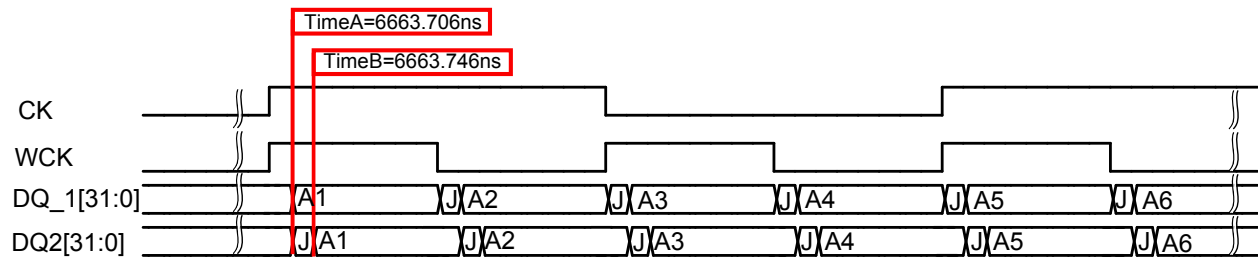 TimeA=6663.706ns
TimeB=6663.746ns
CK
WCK
DQ_1[31:0] A1 J A2 J A3 J A4 J A5 J A6
DQ2[31:0] J A1 J A2 J A3 J A4 J A5 J A6